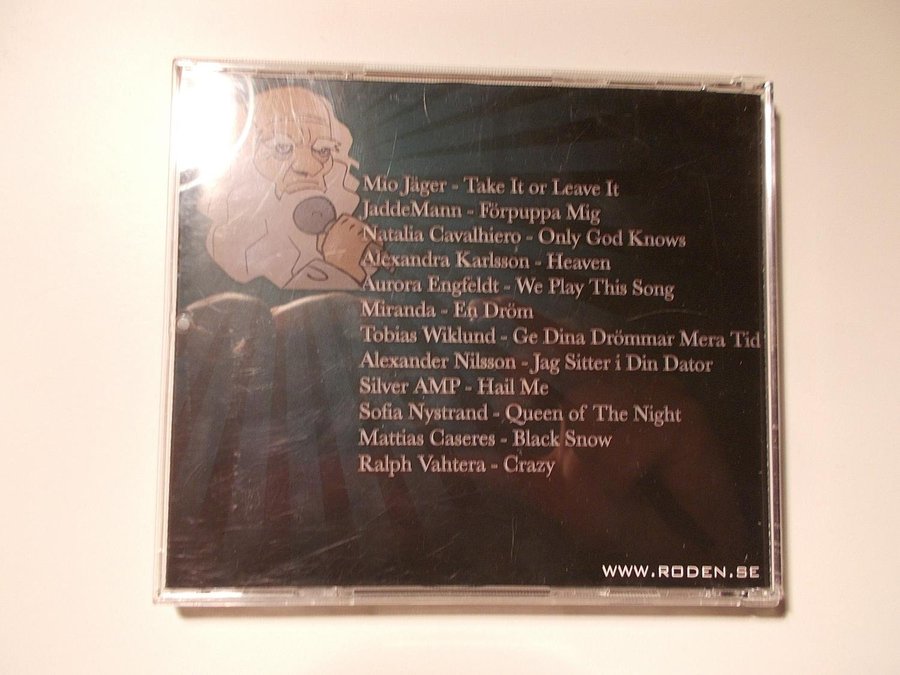 Mio Jäger - Take It or Leave It
JaddeMann - Förpuppa Mig
Natalia Cavalhiero - Only God Knows
Alexandra Karlsson - Heaven
Aurora Engfeldt - We Play This Song
Miranda - En Dröm
Tobias Wiklund - Ge Dina Drömmar Mera Tid
Alexander Nilsson - Jag Sitter i Din Dator
Silver AMP - Hail Me
Sofia Nystrand - Queen of The Night
Mattias Caseres - Black Snow
Ralph Vahtera - Crazy
WWW.RODEN.SE